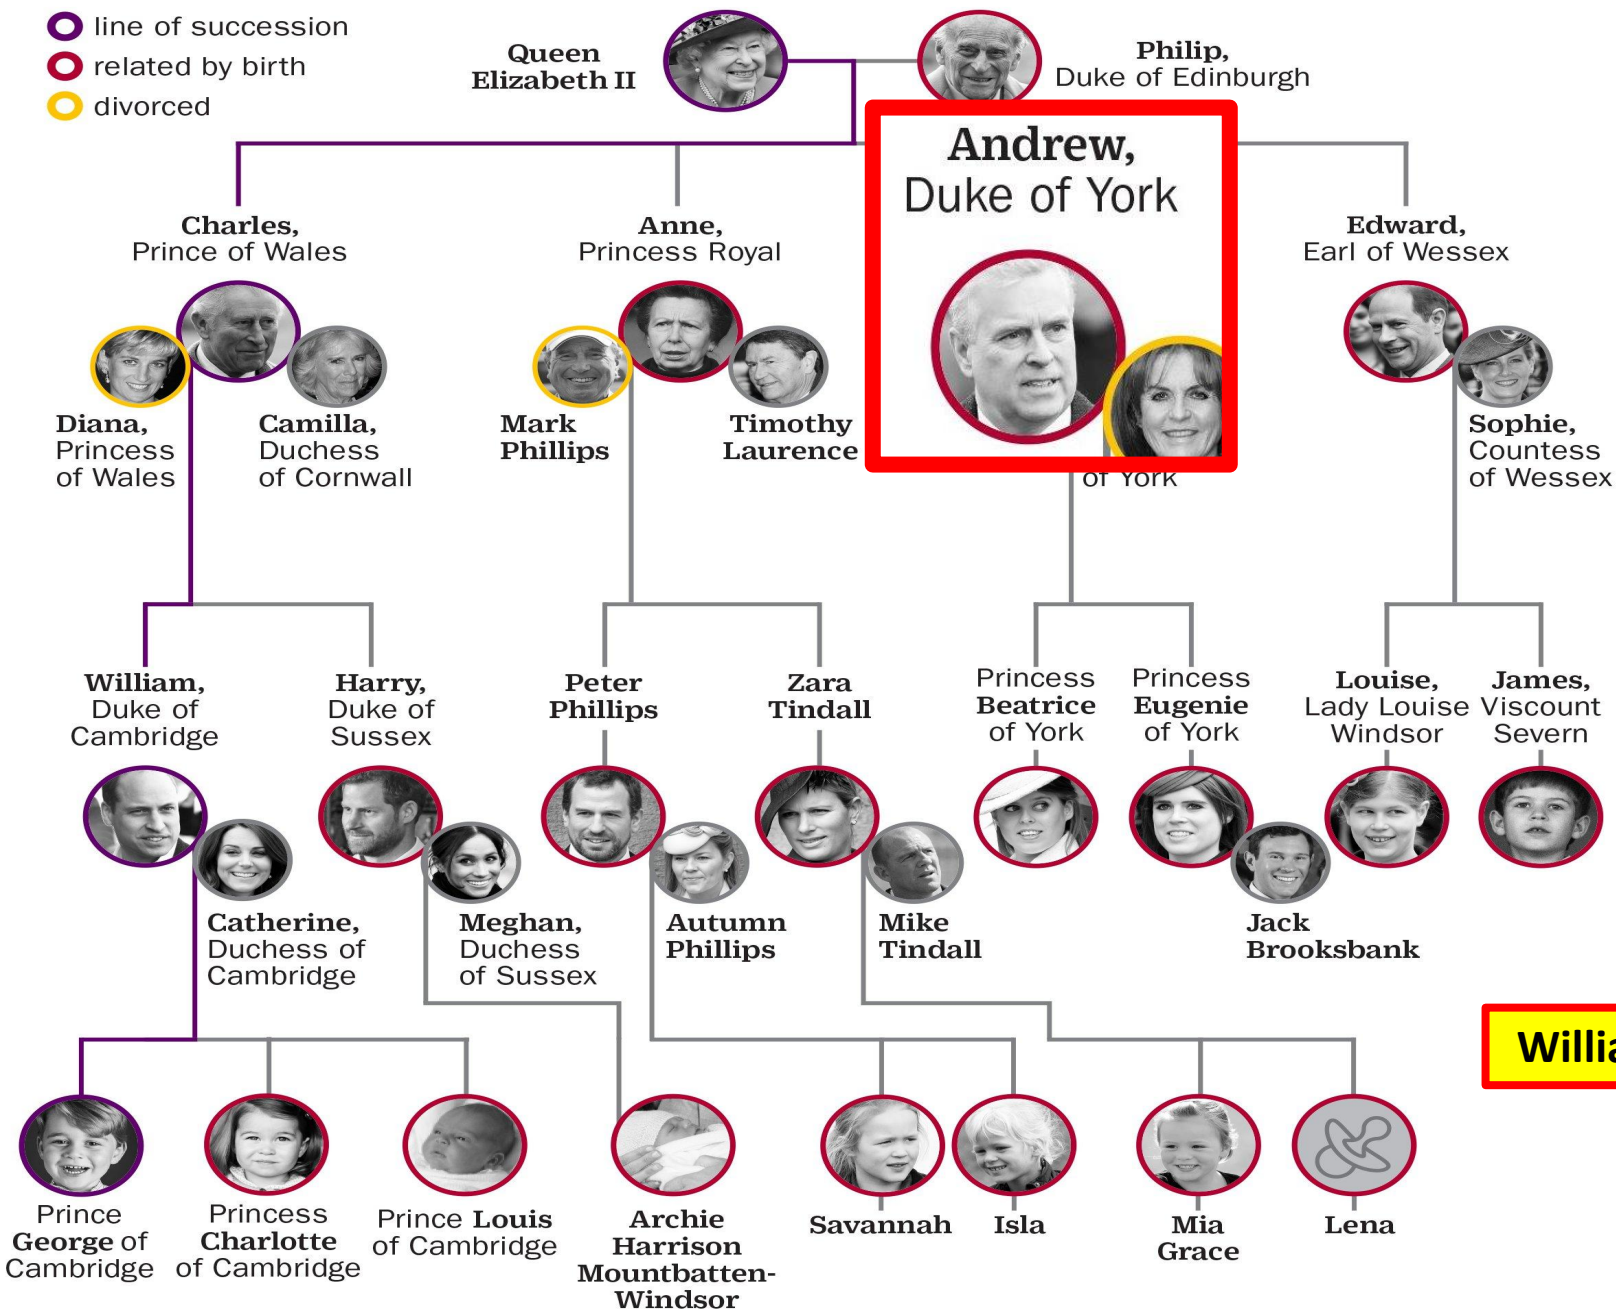 line of succession
related by birth
divorced
Queen
Elizabeth II
Philip,
Duke of Edinburgh
Andrew,
Duke of York
Charles,
Prince of Wales
Anne,
Princess Royal
Edward,
Earl of Wessex
Diana,
Princess
of Wales
Camilla,
Duchess
of Cornwall
Mark
Phillips
Timothy
Laurence
of York
Sophie,
Countess
of Wessex
William,
Duke of
Cambridge
Harry,
Duke of
Sussex
Peter
Phillips
Zara
Tindall
Princess
Beatrice
of York
Princess
Eugenie
of York
Louise,
Lady Louise
Windsor
James,
Viscount
Severn
Catherine,
Duchess of
Cambridge
Meghan,
Duchess
of Sussex
Autumn
Phillips
Mike
Tindall
Jack
Brooksbank
Willia
Prince
George of
Cambridge
Princess
Charlotte
of Cambridge
Prince Louis
of Cambridge
Archie
Harrison
Mountbatten-
Windsor
Savannah
Isla
Mia
Grace
Lena